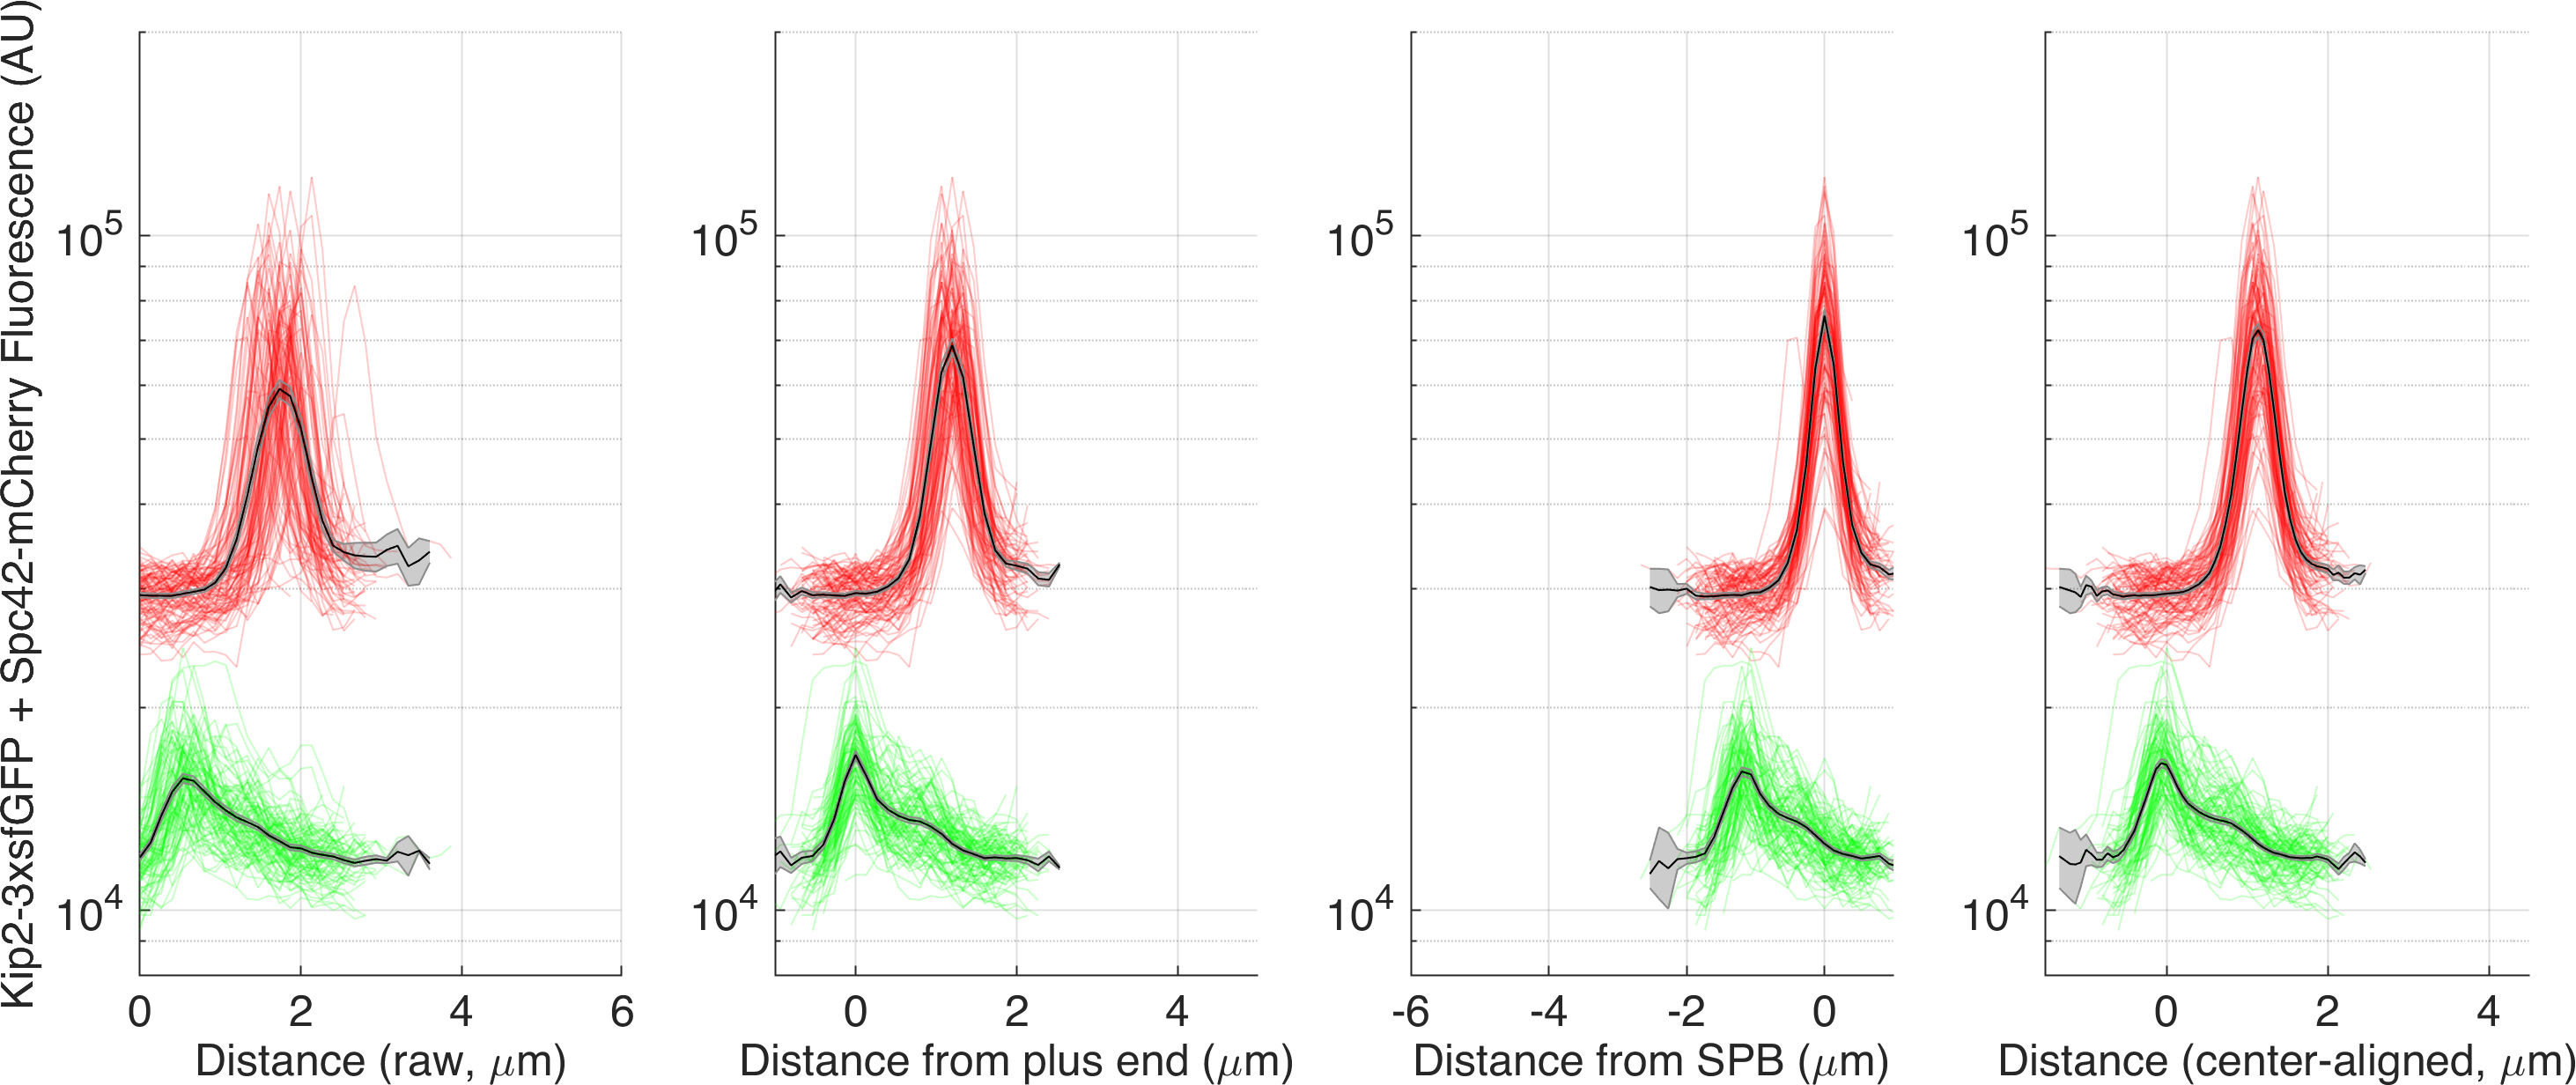 Kip2-3xsfGFP + Spc42-mCherry Fluorescence (AU)
10^5
10^4
0 2 4 6
Distance (raw, μm)
10^5
10^4
0 2 4
Distance from plus end (μm)
10^5
10^4
-6 -4 -2 0
Distance from SPB (μm)
10^5
10^4
0 2 4
Distance (center-aligned, μm)